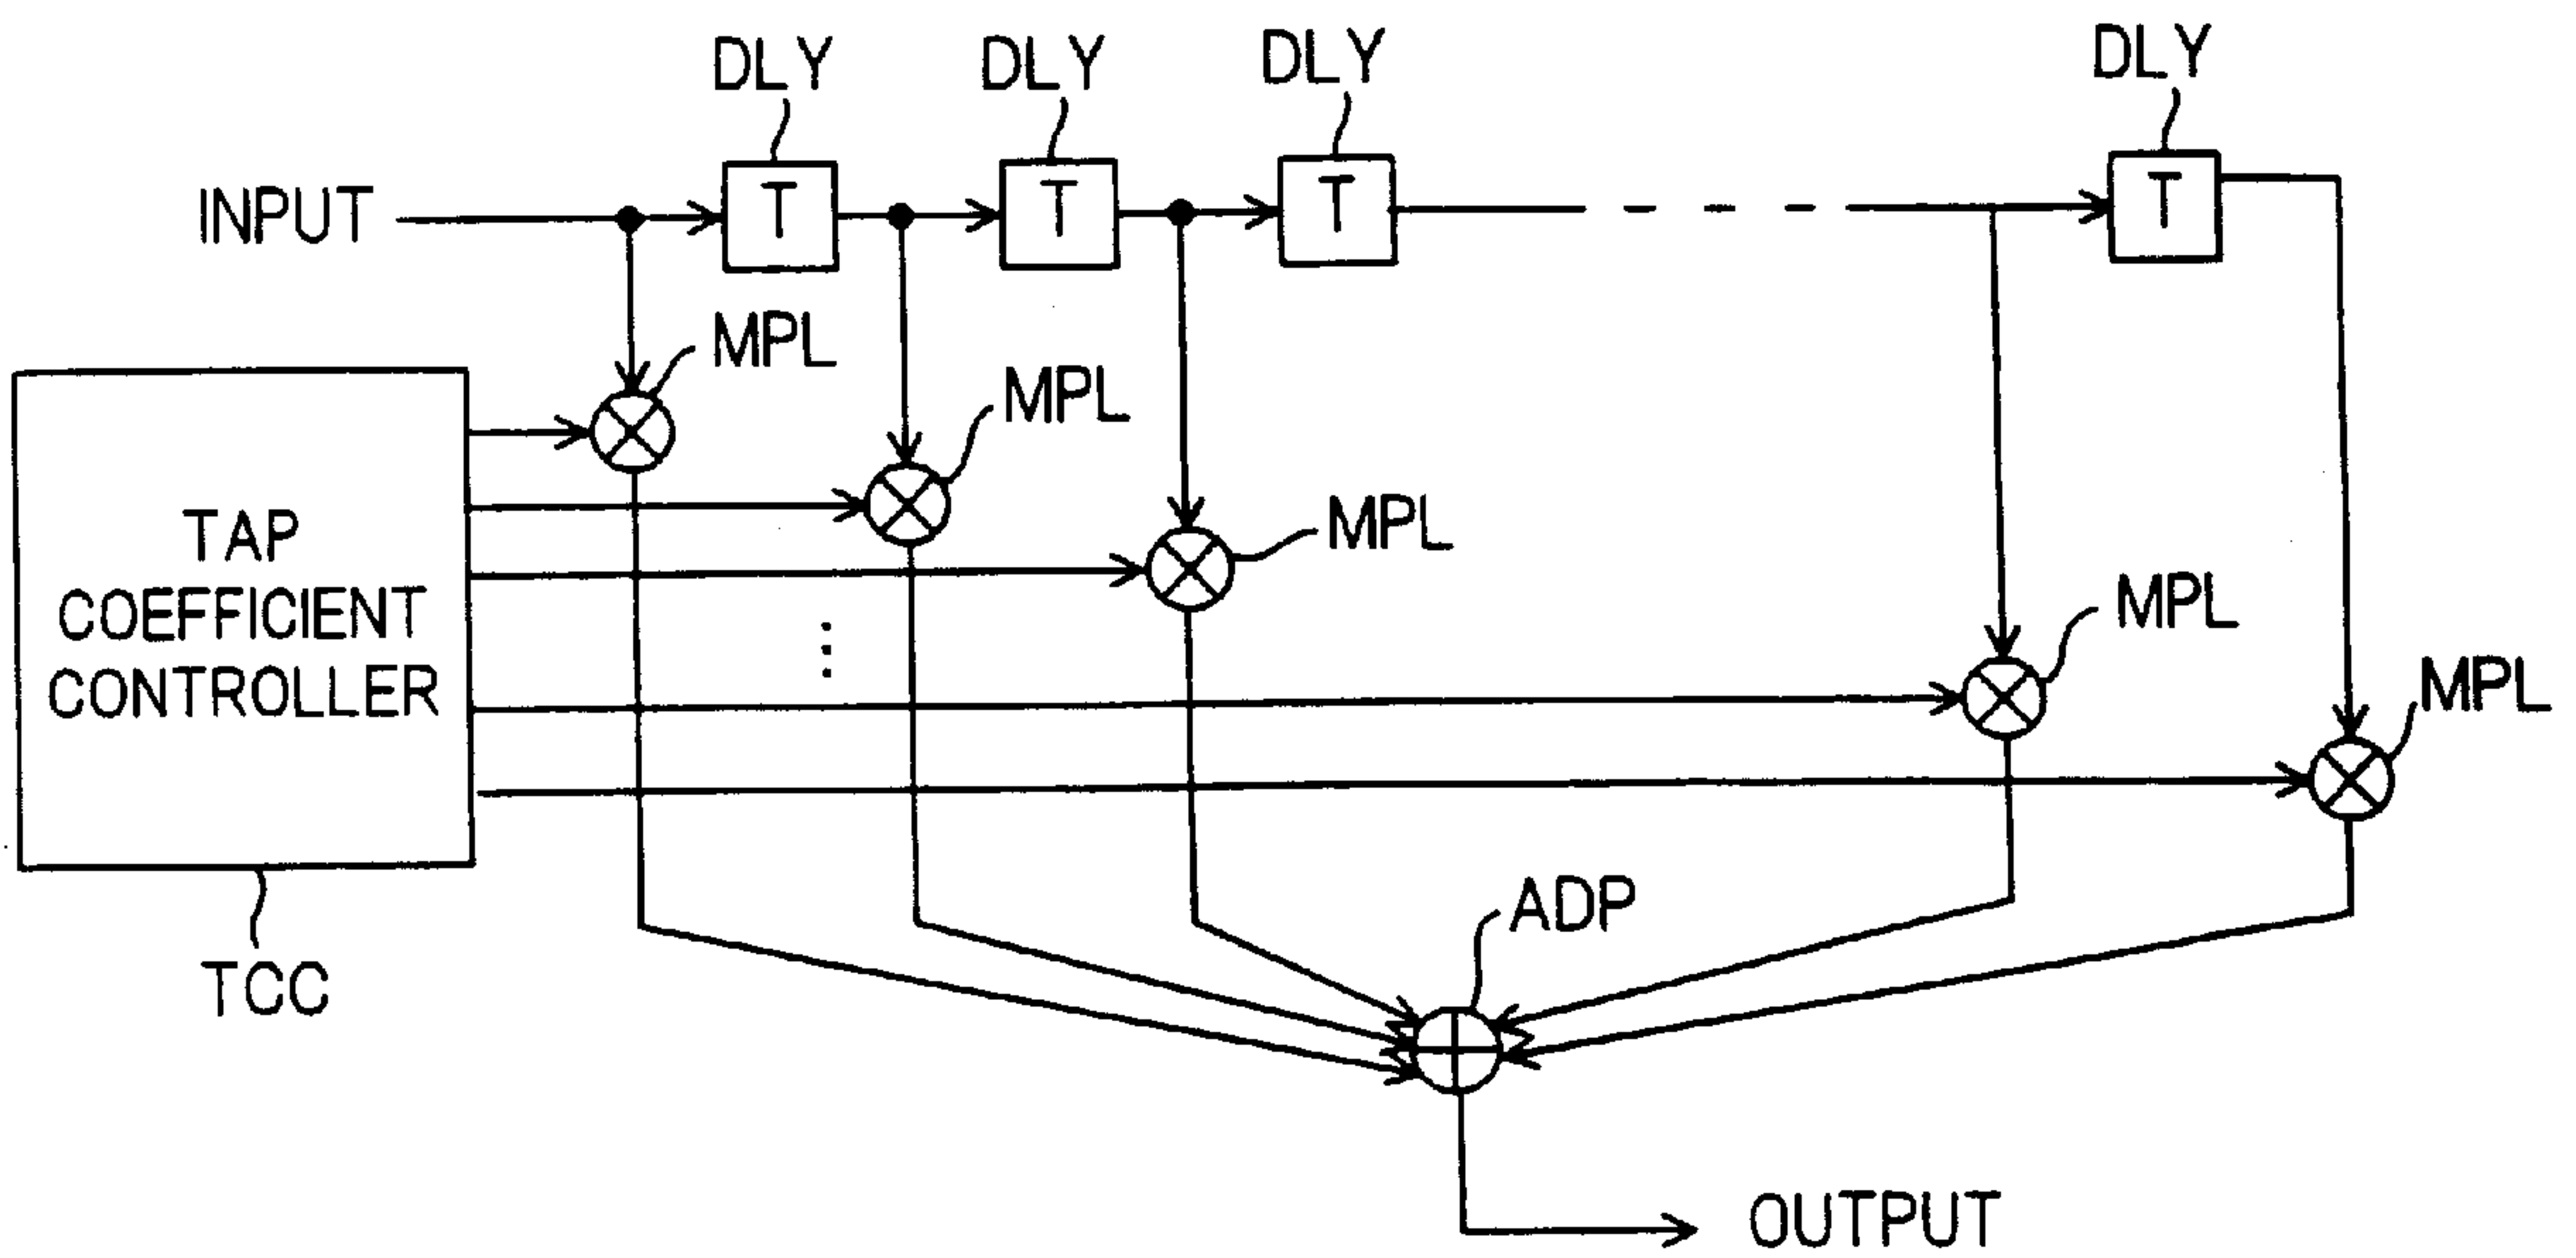 DLY
DLY
DLY
DLY
INPUT
T
T
T
T
MPL
MPL
MPL
MPL
MPL
TAP
COEFFICIENT
CONTROLLER
TCC
ADP
OUTPUT